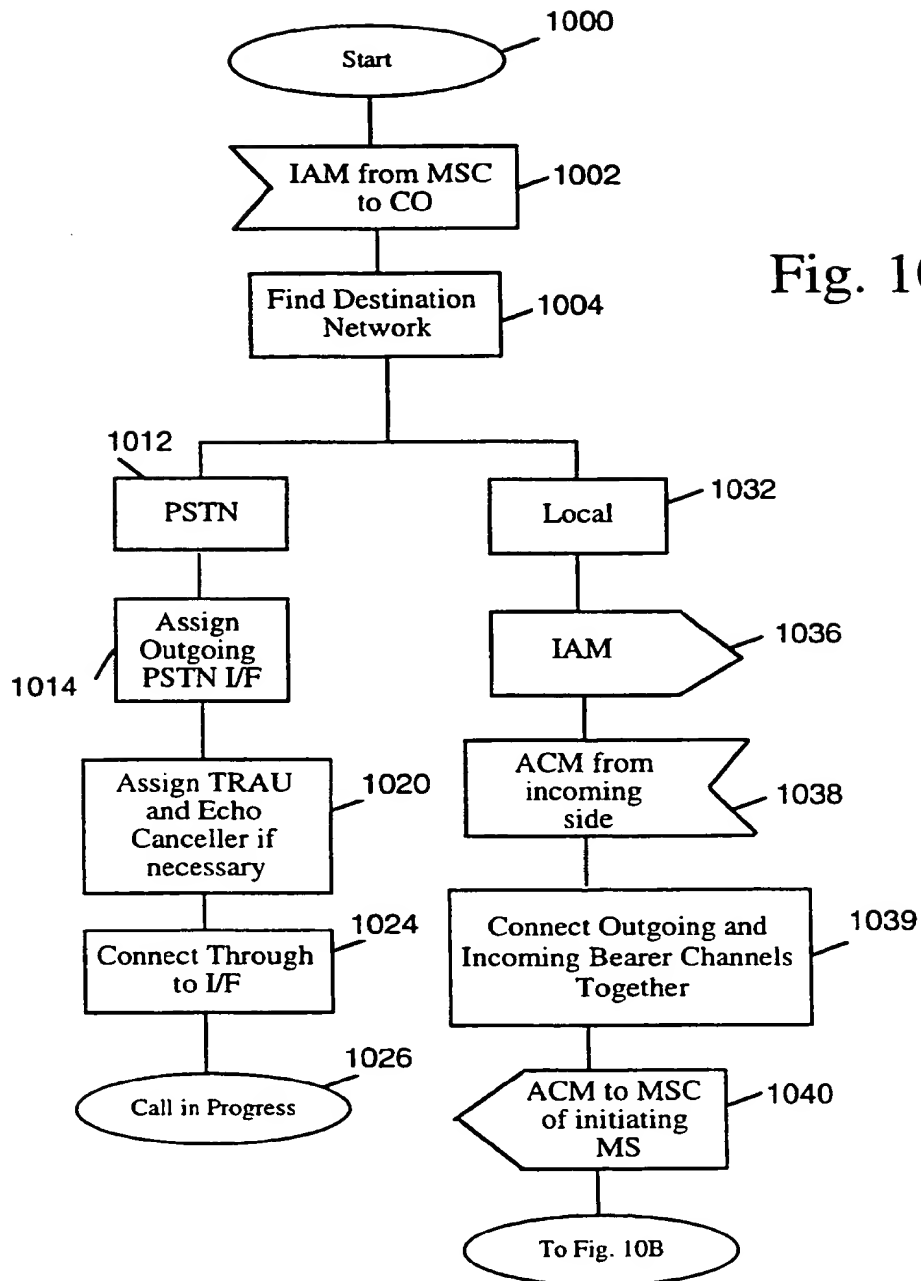 1000
Start
IAM from MSC
to CO
1002
Fig. 10
Find Destination
Network
1004
1012
PSTN
Local
1032
Assign
Outgoing
PSTN I/F
1014
IAM
1036
Assign TRAU
and Echo
Canceller if
necessary
1020
ACM from
incoming
side
1038
Connect Through
to I/F
1024
Connect Outgoing and
Incoming Bearer Channels
Together
1039
Call in Progress
1026
ACM to MSC
of initiating
MS
1040
To Fig. 10B